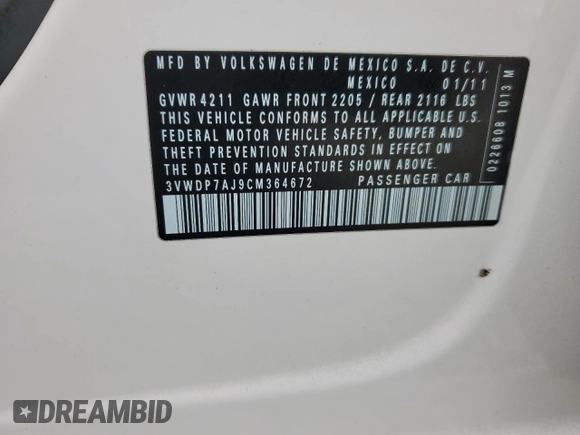 MFD BY VOLKSWAGEN DE MEXICO S.A. DE C.V.
MEXICO 01/11
GVWR 4211 GAWR FRONT 2205 / REAR 2116 LBS
THIS VEHICLE CONFORMS TO ALL APPLICABLE U.S.
FEDERAL MOTOR VEHICLE SAFETY, BUMPER AND
THEFT PREVENTION STANDARDS IN EFFECT ON
THE DATE OF MANUFACTURE SHOWN ABOVE.
3VWDP7AJ9CM364672 PASSENGER CAR
0226608 1013 M
DREAMBID